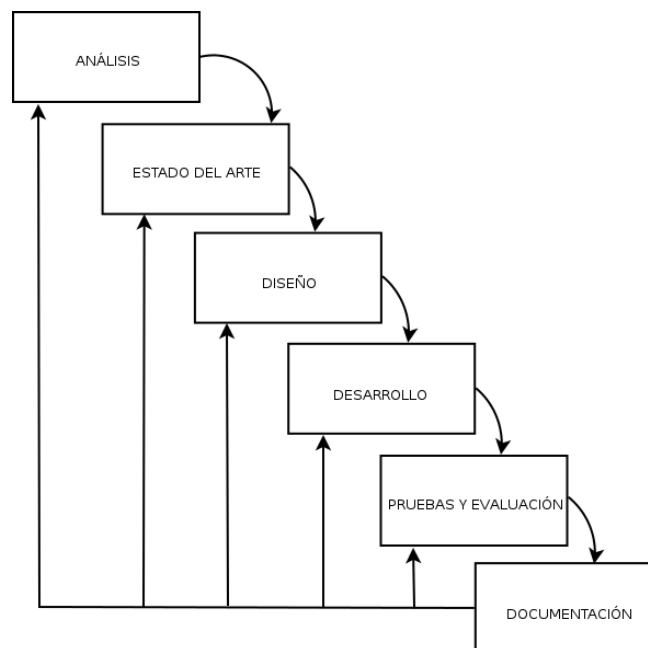 ANÁLISIS
ESTADO DEL ARTE
DISEÑO
DESARROLLO
PRUEBAS Y EVALUACIÓN
DOCUMENTACIÓN